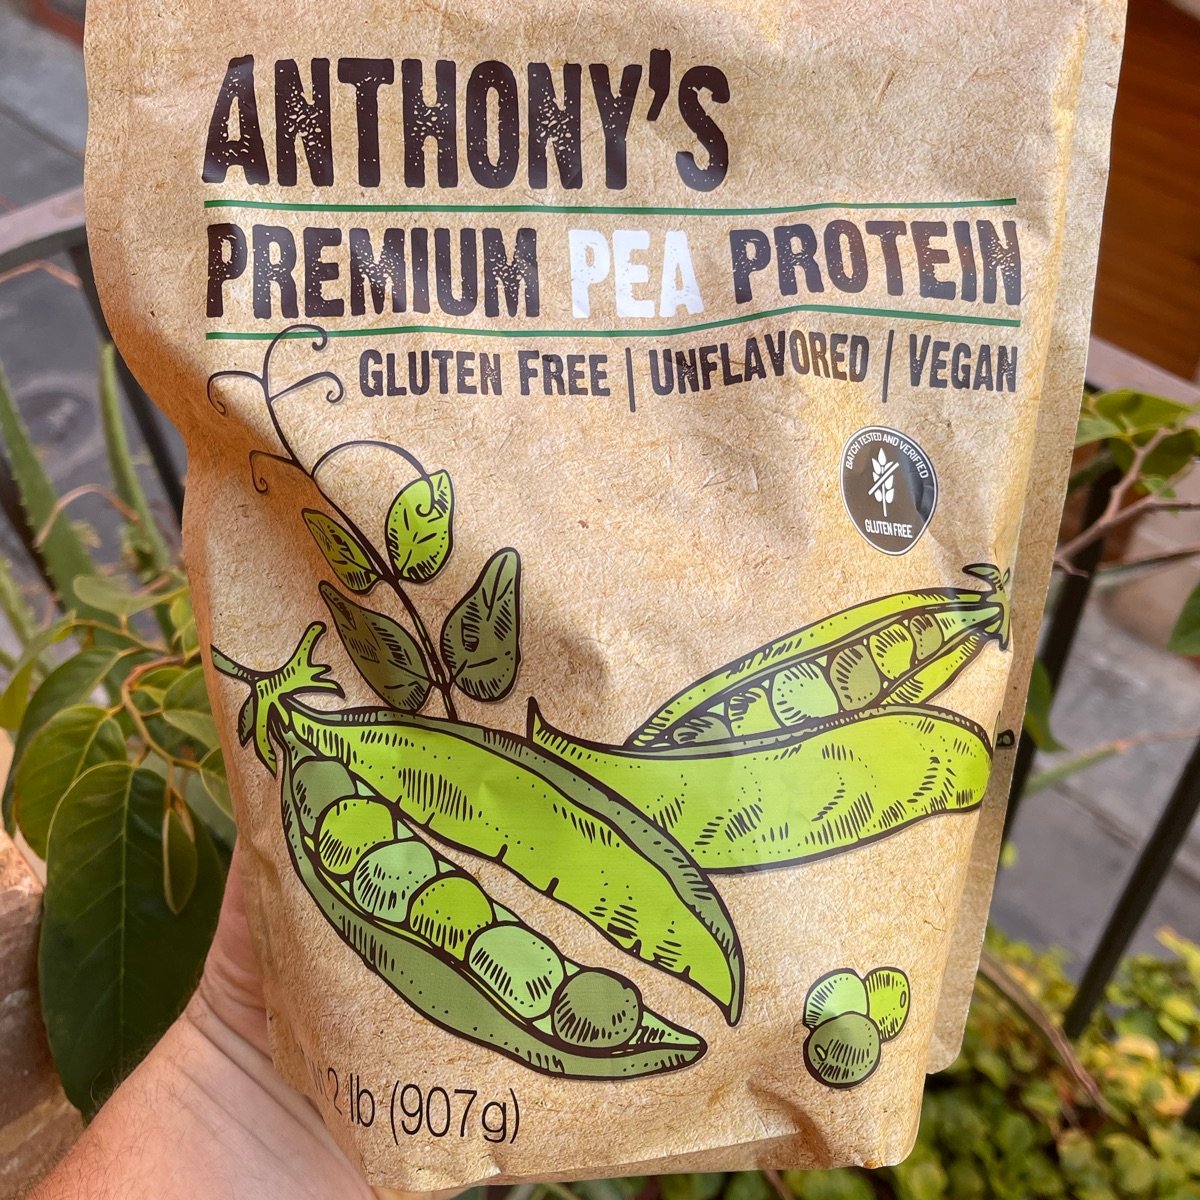 ANTHONY'S
PREMIUM PEA PROTEIN
GLUTEN FREE | UNFLAVORED | VEGAN
BATCH TESTED AND VERIFIED
GLUTEN FREE
2 lb (907g)